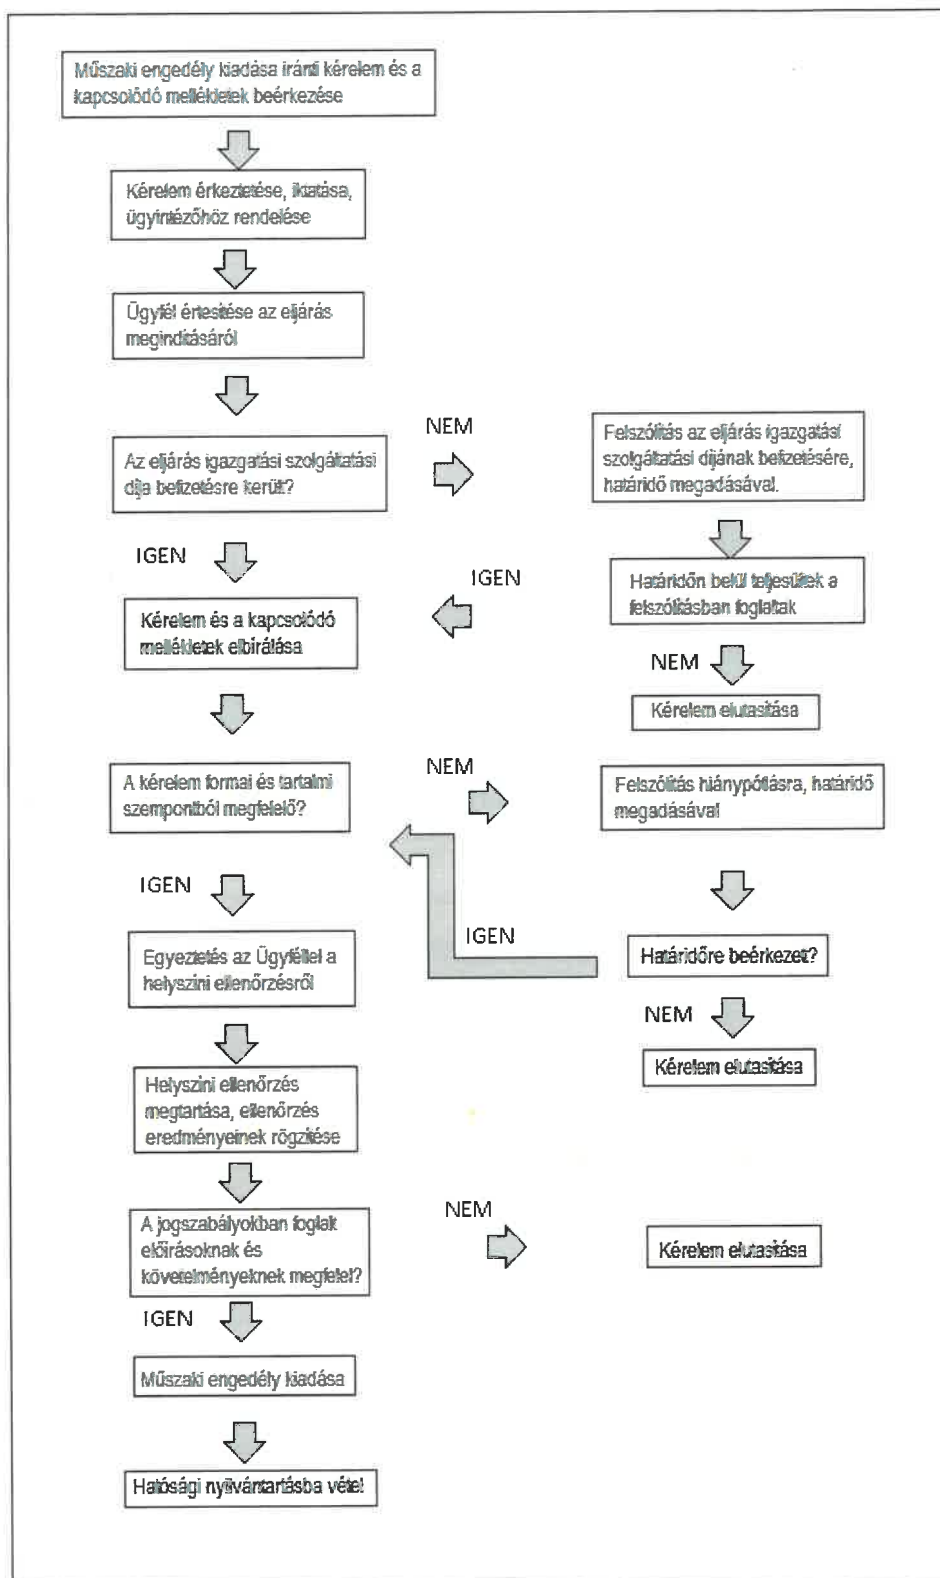 Műszaki engedély kiadása iránti kérelem és a
kapcsolódó mellékletek beérkezése
Kérelem érkeztetése, iktatása,
ügyintézőhöz rendelése
Ügyfél értesítése az eljárás
megindításáról
Az eljárás igazgatási szolgáltatási
díja befizetésre került?
NEM
Felszólítás az eljárás igazgatási
szolgáltatási díjának befizetésére,
határidő megadásával.
IGEN
Kérelem és a kapcsolódó
mellékletek elbírálása
IGEN
Határidőn belül teljesültek a
felszólításban foglaltak
NEM
Kérelem elutasítása
A kérelem formai és tartalmi
szempontból megfelelő?
NEM
Felszólítás hiánypótlásra, határidő
megadásával
IGEN
Egyeztetés az Ügyféllel a
helyszíni ellenőrzésről
IGEN
Határidőre beérkezett?
NEM
Kérelem elutasítása
Helyszíni ellenőrzés
megtartása, ellenőrzés
eredményeinek rögzítése
A jogszabályokban foglalt
előírásoknak és
követelményeknek megfelel?
NEM
Kérelem elutasítása
IGEN
Műszaki engedély kiadása
Hatósági nyilvántartásba vétel